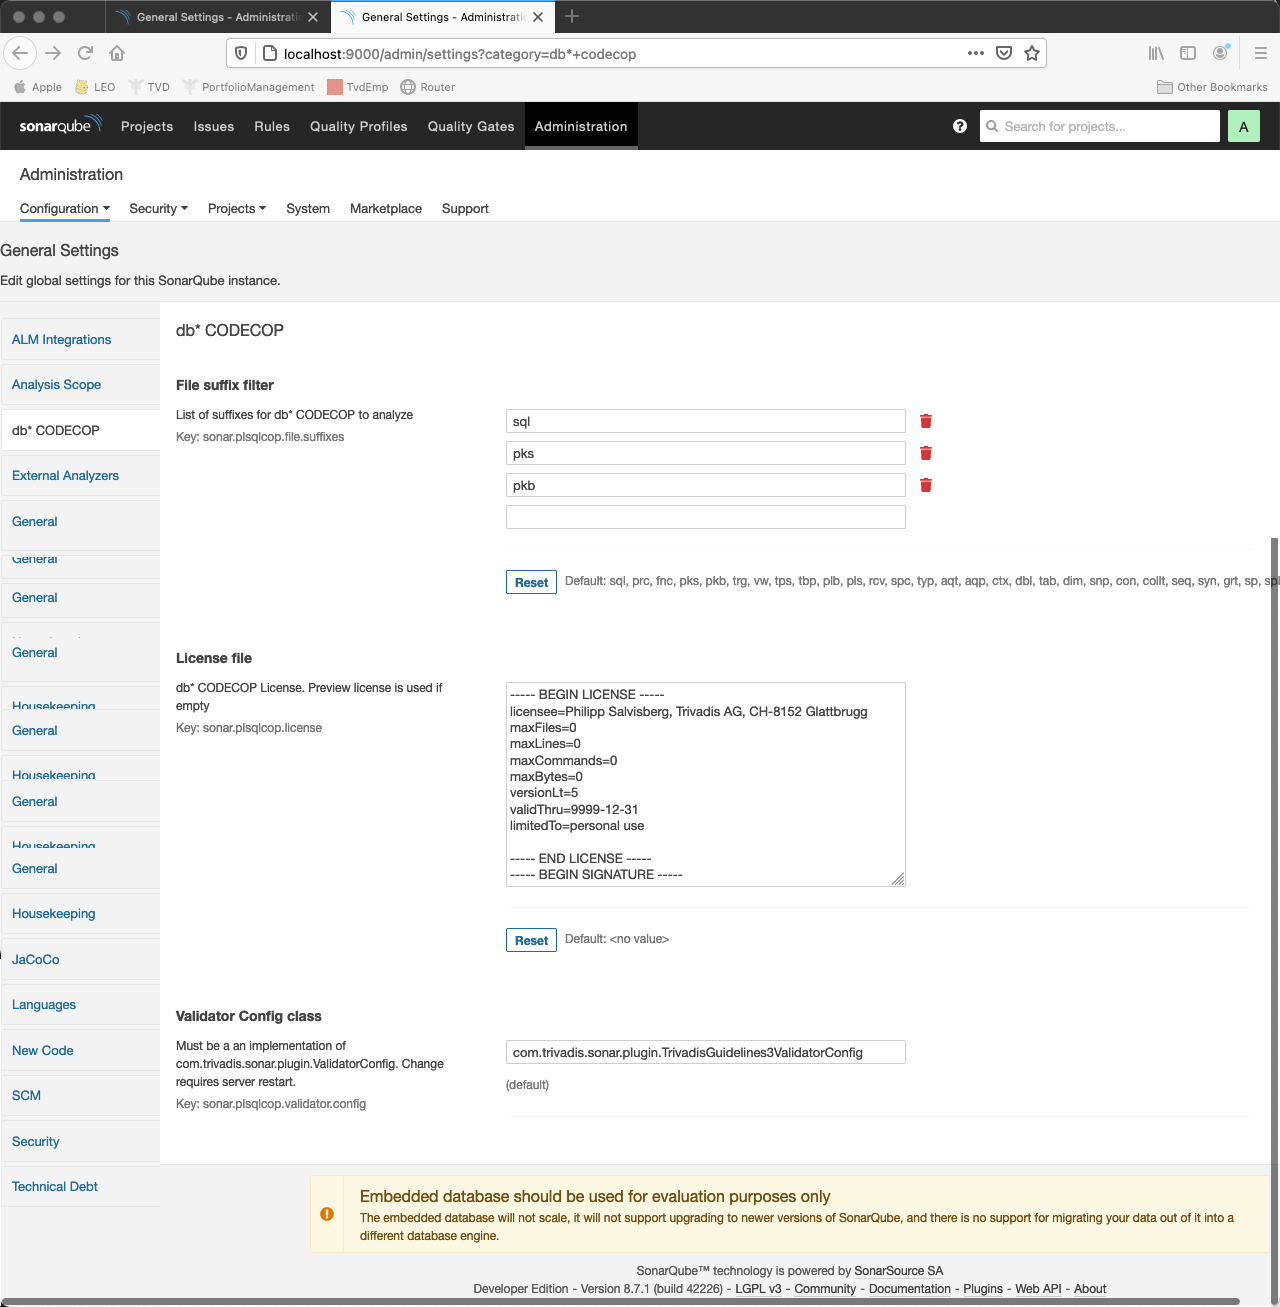 General Settings - Administrati
General Settings - Administrati
localhost:9000/admin/settings?category=db*+codecop
Apple LEO TVD PortfolioManagement TvdEmp Router Other Bookmarks
sonarqube Projects Issues Rules Quality Profiles Quality Gates Administration ? Search for projects... A
Administration
Configuration Security Projects System Marketplace Support
General Settings
Edit global settings for this SonarQube instance.
ALM Integrations
Analysis Scope
db* CODECOP
External Analyzers
General
General
General
General
Housekeeping
General
Housekeeping
General
Housekeeping
General
Housekeeping
JaCoCo
Languages
New Code
SCM
Security
Technical Debt
db* CODECOP
File suffix filter
List of suffixes for db* CODECOP to analyze
Key: sonar.plsqlcop.file.suffixes
sql
pks
pkb
Reset Default: sql, prc, fnc, pks, pkb, trg, vw, tps, tbp, plb, pls, rcv, spc, typ, aqt, aqp, ctx, dbl, tab, dim, snp, con, collt, seq, syn, grt, sp, spl
License file
db* CODECOP License. Preview license is used if
empty
Key: sonar.plsqlcop.license
----- BEGIN LICENSE -----
licensee=Philipp Salvisberg, Trivadis AG, CH-8152 Glattbrugg
maxFiles=0
maxLines=0
maxCommands=0
maxBytes=0
versionLt=5
validThru=9999-12-31
limitedTo=personal use
----- END LICENSE -----
----- BEGIN SIGNATURE -----
Reset Default: <no value>
Validator Config class
Must be a an implementation of
com.trivadis.sonar.plugin.ValidatorConfig. Change
requires server restart.
Key: sonar.plsqlcop.validator.config
com.trivadis.sonar.plugin.TrivadisGuidelines3ValidatorConfig
(default)
Embedded database should be used for evaluation purposes only
The embedded database will not scale, it will not support upgrading to newer versions of SonarQube, and there is no support for migrating your data out of it into a
different database engine.
SonarQube™ technology is powered by SonarSource SA
Developer Edition - Version 8.7.1 (build 42226) - LGPL v3 - Community - Documentation - Plugins - Web API - About